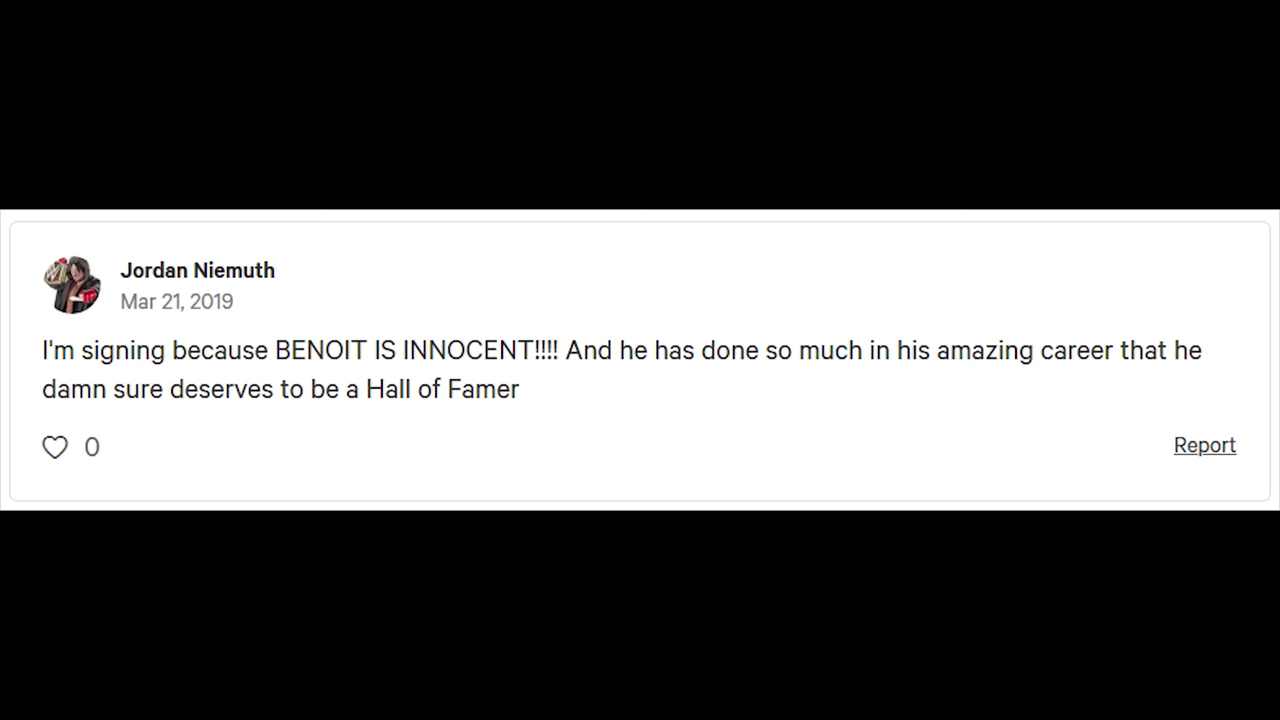 Jordan Niemuth
Mar 21, 2019
I'm signing because BENOIT IS INNOCENT!!!! And he has done so much in his amazing career that he
damn sure deserves to be a Hall of Famer
0
Report